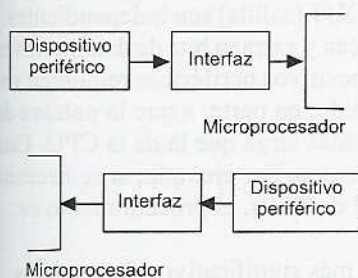 Dispositivo
periférico
Interfaz
Microprocesador
Interfaz
Dispositivo
periférico
Microprocesador